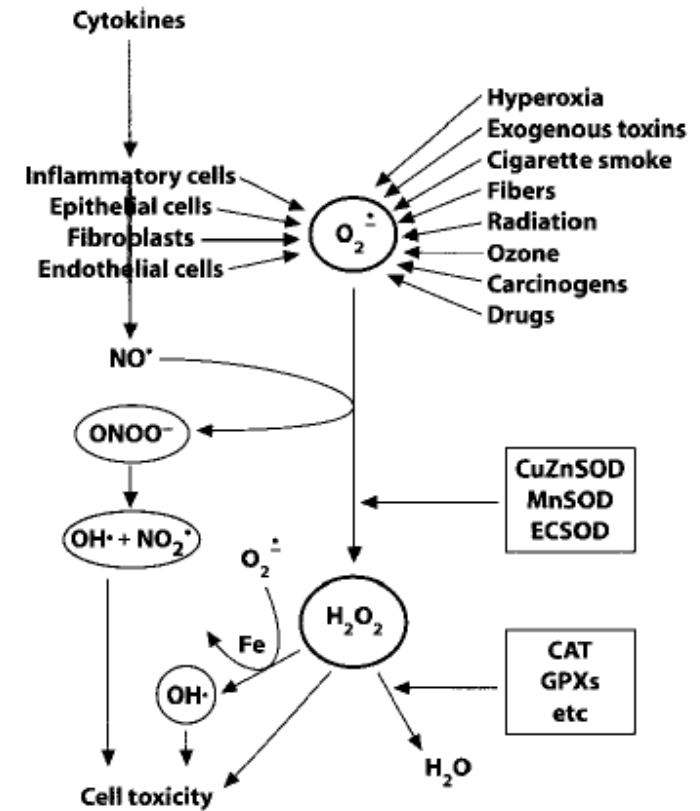 Cytokines
Hyperoxia
Exogenous toxins
Cigarette smoke
Fibers
Radiation
Ozone
Carcinogens
Drugs
Inflammatory cells
Epithelial cells
Fibroplasts
Endothelial cells
O₂•̲
NO•
ONOO⁻
OH• + NO₂•
CuZnSOD
MnSOD
ECSOD
O₂•̲
Fe
H₂O₂
OH•
CAT
GPXs
etc
H₂O
Cell toxicity